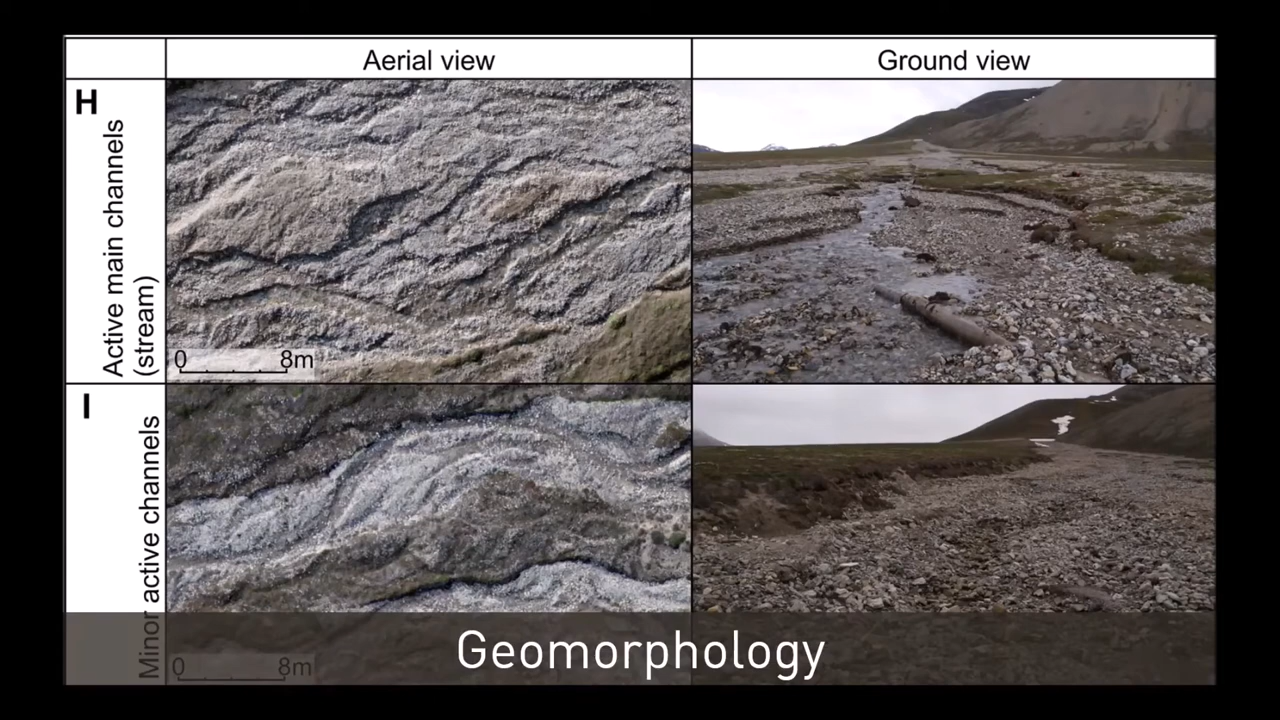 Aerial view
Ground view
H
Active main channels
(stream)
0 8m
I
Minor active channels
0 8m
Geomorphology